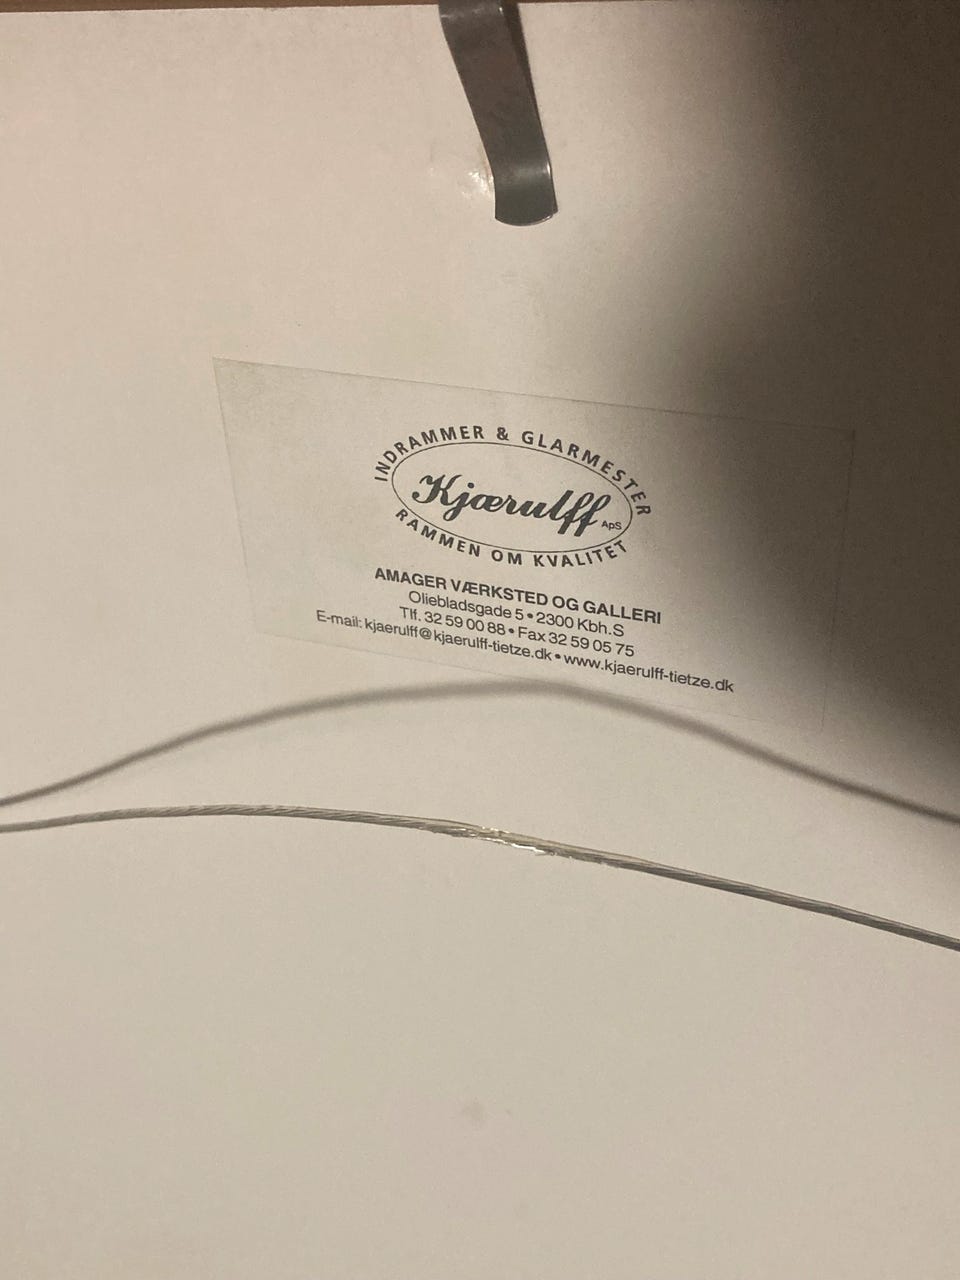 INDRAMMER & GLARMESTER
Kjærulff ApS
RAMMEN OM KVALITET
AMAGER VÆRKSTED OG GALLERI
Oliebladsgade 5 • 2300 Kbh.S
Tlf. 32 59 00 88 • Fax 32 59 05 75
E-mail: kjaerulff@kjaerulff-tietze.dk • www.kjaerulff-tietze.dk